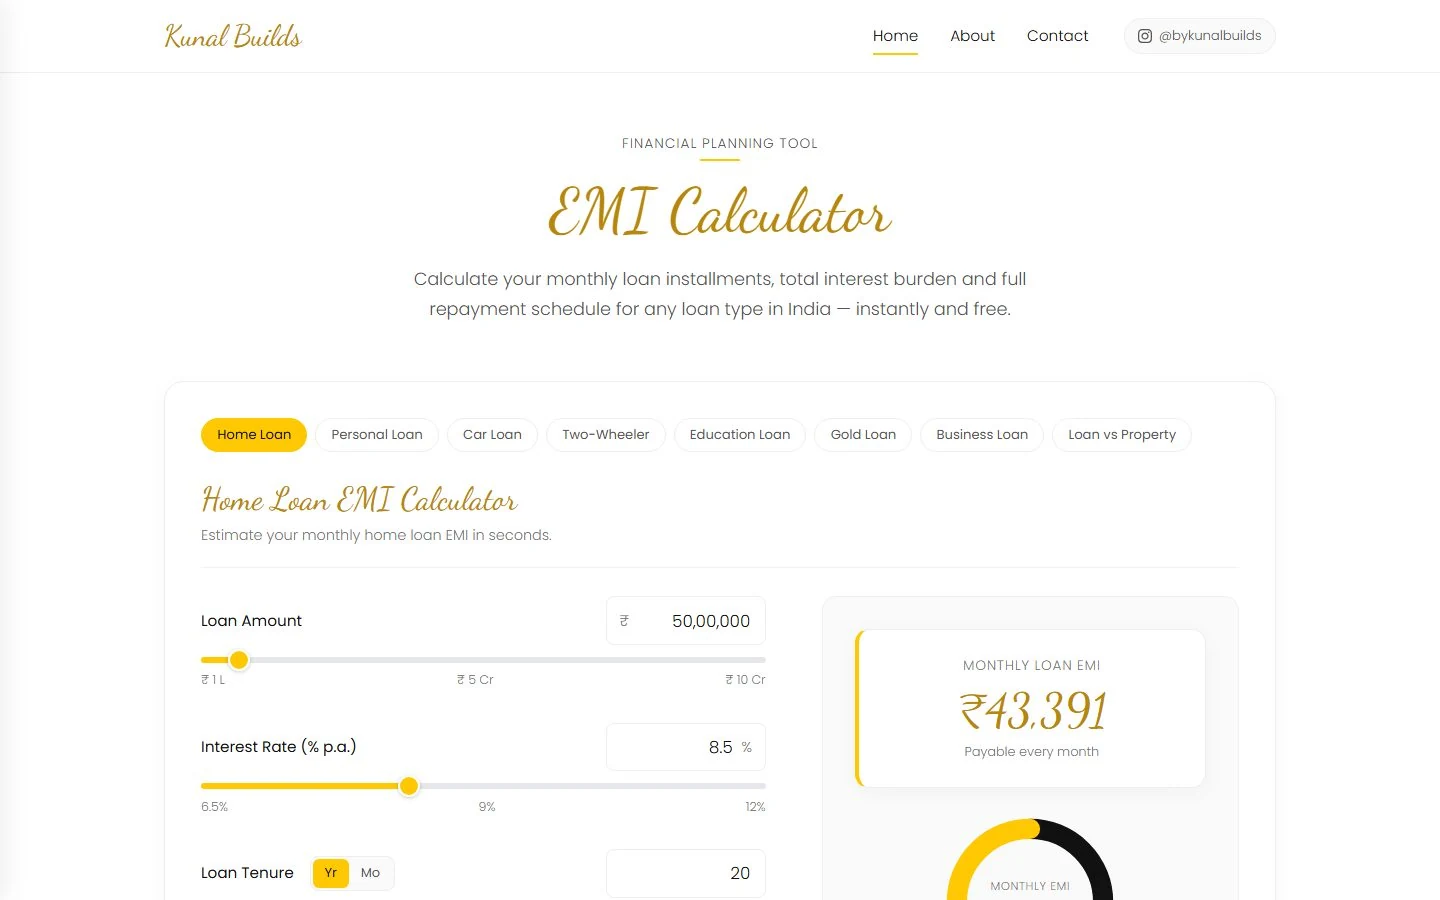 Kunal Builds
Home About Contact @bykunalbuilds
FINANCIAL PLANNING TOOL
EMI Calculator
Calculate your monthly loan installments, total interest burden and full
repayment schedule for any loan type in India — instantly and free.
Home Loan Personal Loan Car Loan Two-Wheeler Education Loan Gold Loan Business Loan Loan vs Property
Home Loan EMI Calculator
Estimate your monthly home loan EMI in seconds.
Loan Amount ₹ 50,00,000
₹ 1 L ₹ 5 Cr ₹ 10 Cr
Interest Rate (% p.a.) 8.5 %
6.5% 9% 12%
Loan Tenure Yr Mo 20
MONTHLY LOAN EMI
₹43,391
Payable every month
MONTHLY EMI